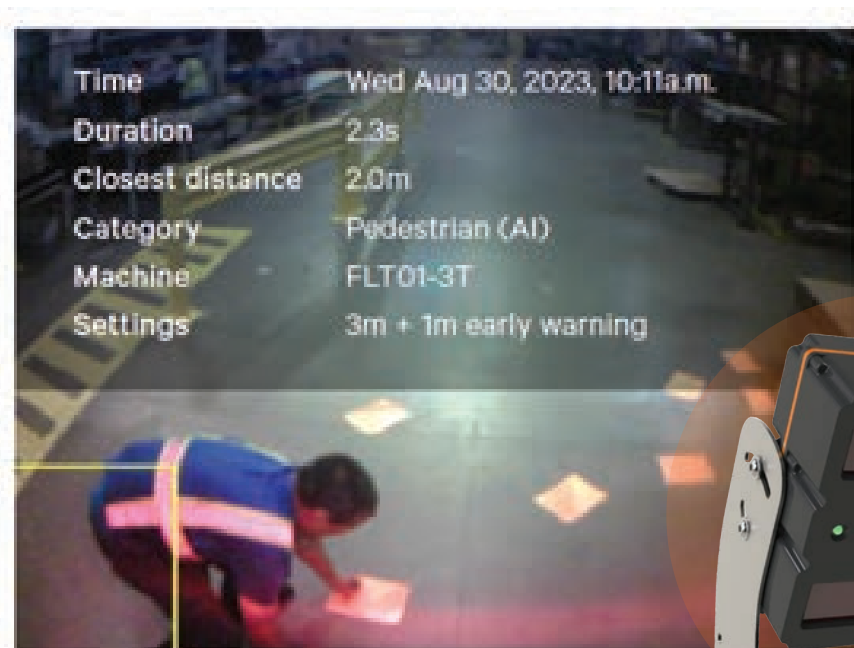 Time Wed Aug 30, 2023, 10:11a.m.
Duration 2.3s
Closest distance 2.0m
Category Pedestrian (AI)
Machine FLT01-3T
Settings 3m + 1m early warning